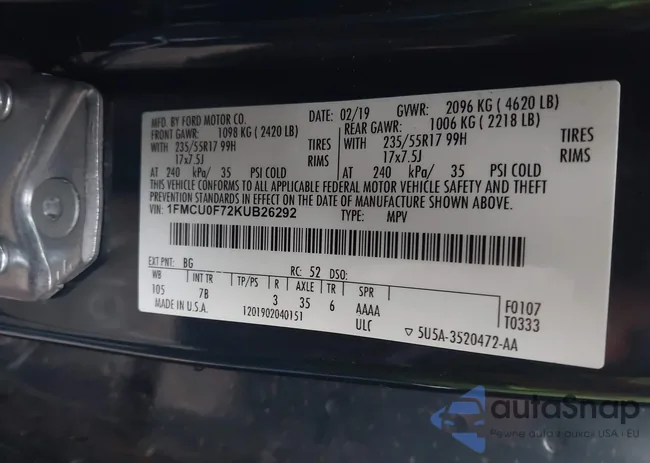 MFD. BY FORD MOTOR CO.
DATE: 02/19 GVWR: 2096 KG ( 4620 LB)
FRONT GAWR: 1098 KG ( 2420 LB) REAR GAWR: 1006 KG ( 2218 LB)
WITH 235/55R17 99H TIRES WITH 235/55R17 99H TIRES
17x7.5J RIMS 17x7.5J RIMS
AT 240 kPa/ 35 PSI COLD AT 240 kPa/ 35 PSI COLD
THIS VEHICLE CONFORMS TO ALL APPLICABLE FEDERAL MOTOR VEHICLE SAFETY AND THEFT
PREVENTION STANDARDS IN EFFECT ON THE DATE OF MANUFACTURE SHOWN ABOVE.
VIN: 1FMCU0F72KUB26292 TYPE: MPV
EXT PNT: BG RC: 52 DSO:
WB INT TR TP/PS R AXLE TR SPR
105 7B 3 35 6 AAAA F0107
MADE IN U.S.A. 1201902040151 ULC T0333
▽ 5U5A-3520472-AA
autoSnap
Pewne auto z aukcji USA i EU